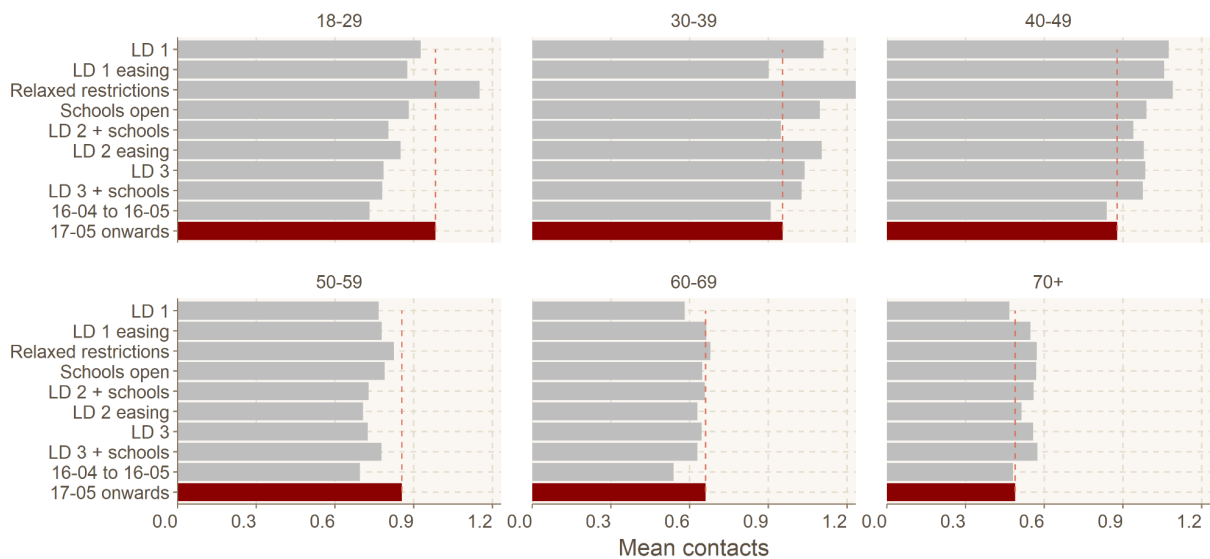 18-29 30-39 40-49
LD 1
LD 1 easing
Relaxed restrictions
Schools open
LD 2 + schools
LD 2 easing
LD 3
LD 3 + schools
16-04 to 16-05
17-05 onwards
50-59 60-69 70+
LD 1
LD 1 easing
Relaxed restrictions
Schools open
LD 2 + schools
LD 2 easing
LD 3
LD 3 + schools
16-04 to 16-05
17-05 onwards
0.0 0.3 0.6 0.9 1.2 0.0 0.3 0.6 0.9 1.2 0.0 0.3 0.6 0.9 1.2
Mean contacts